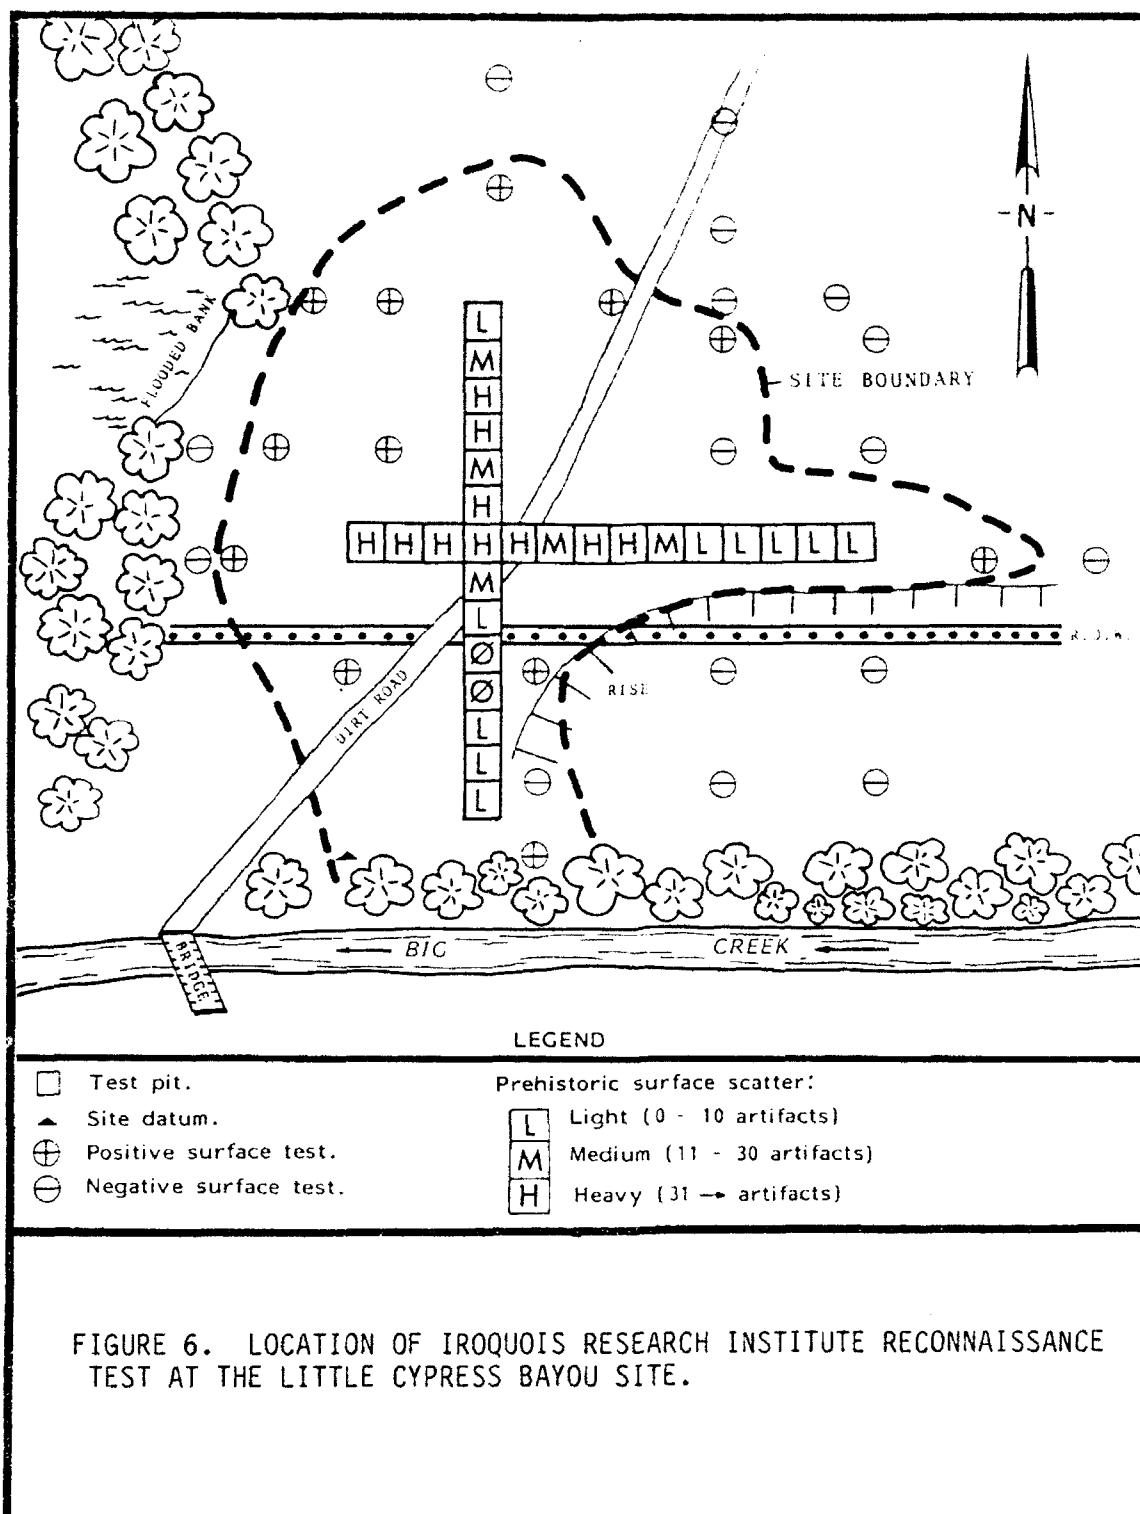 -N-
FLOODED BANK
SITE BOUNDARY
L
M
H
H
M
H
H H H H H M H H M L L L L L
M
L
Ø
Ø
L
L
L
R.O.W.
RISE
DIRT ROAD
BRIDGE
BIG CREEK
LEGEND
Test pit.
Site datum.
Positive surface test.
Negative surface test.
Prehistoric surface scatter:
L Light (0 - 10 artifacts)
M Medium (11 - 30 artifacts)
H Heavy (31 → artifacts)
FIGURE 6. LOCATION OF IROQUOIS RESEARCH INSTITUTE RECONNAISSANCE
TEST AT THE LITTLE CYPRESS BAYOU SITE.